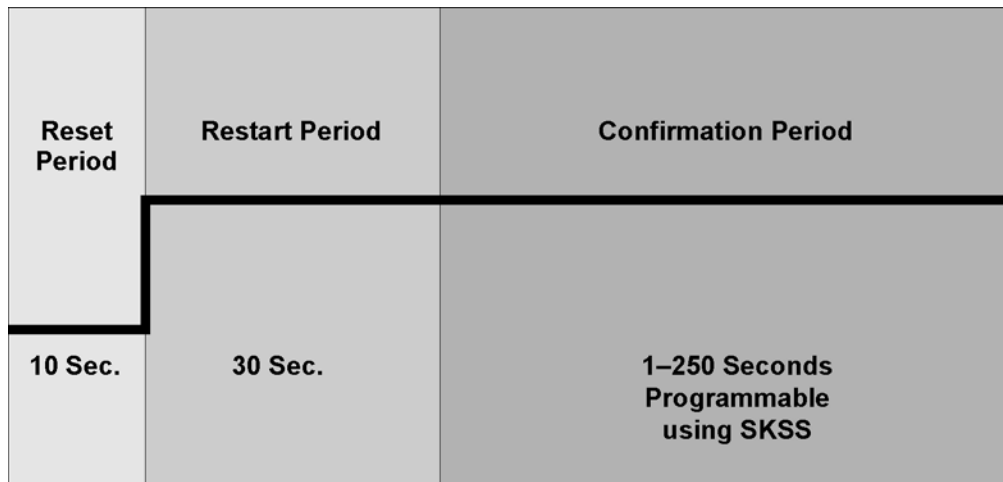 Reset
Period
Restart Period
Confirmation Period
10 Sec.
30 Sec.
1–250 Seconds
Programmable
using SKSS